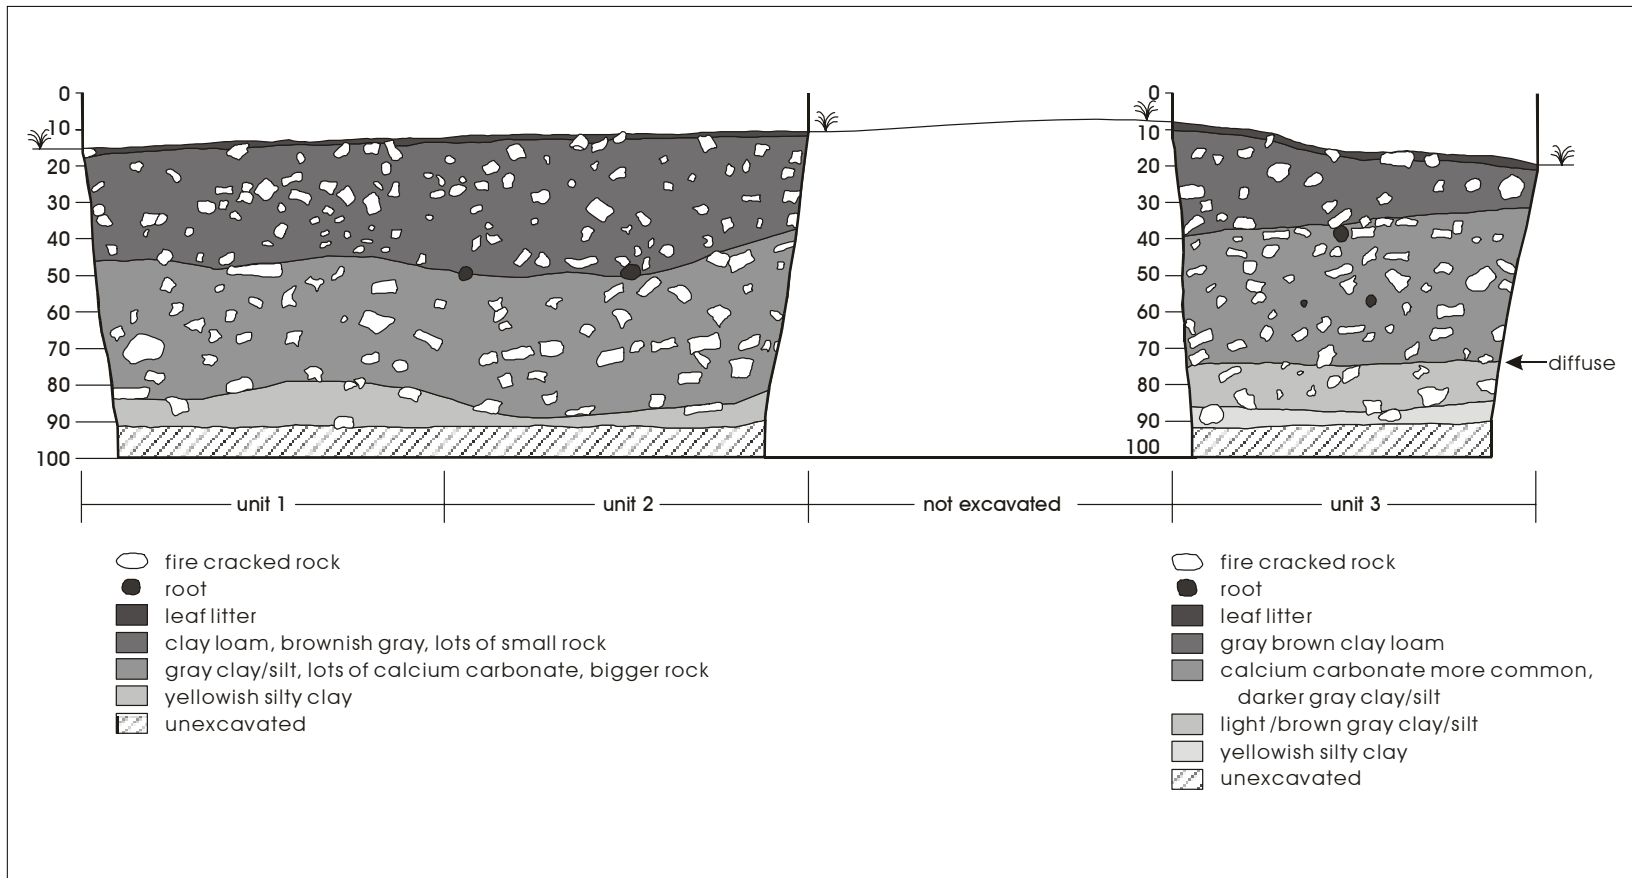 0
10
20
30
40
50
60
70
80
90
100
0
10
20
30
40
50
60
70
80
90
100
diffuse
unit 1
unit 2
not excavated
unit 3
fire cracked rock
root
leaf litter
clay loam, brownish gray, lots of small rock
gray clay/silt, lots of calcium carbonate, bigger rock
yellowish silty clay
unexcavated
fire cracked rock
root
leaf litter
gray brown clay loam
calcium carbonate more common,
darker gray clay/silt
light /brown gray clay/silt
yellowish silty clay
unexcavated